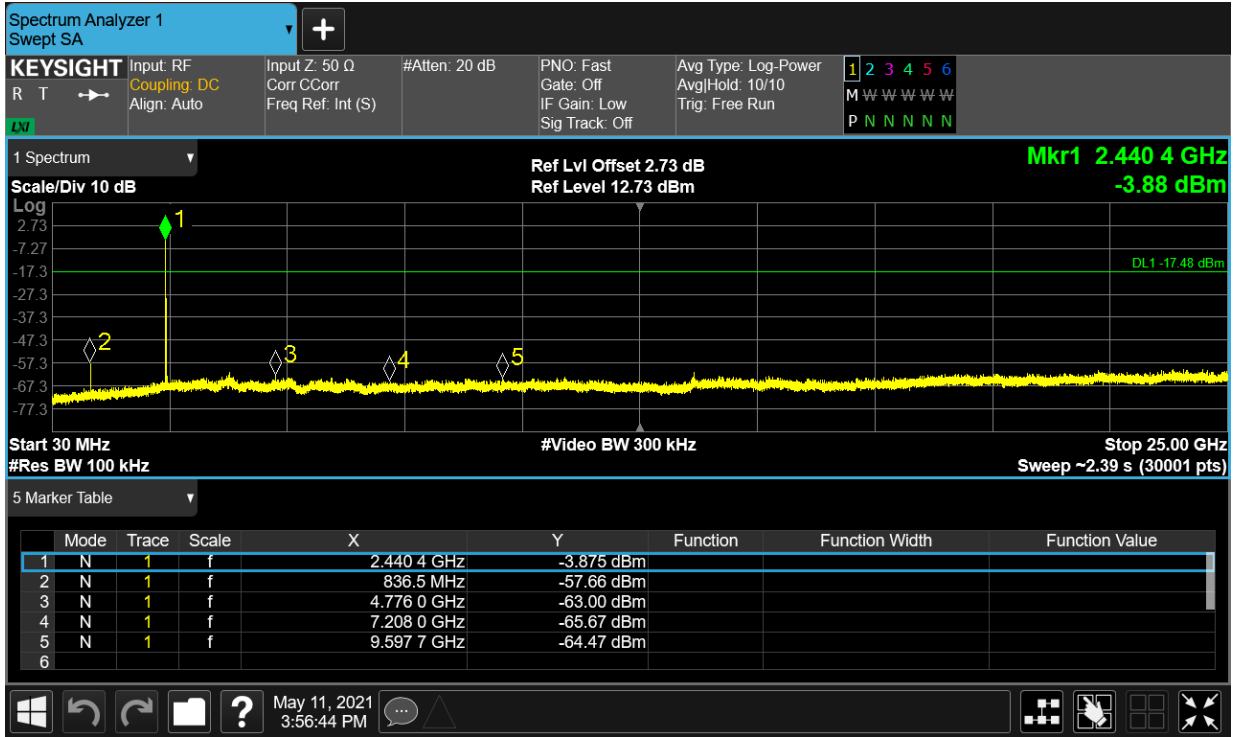 Spectrum Analyzer 1
Swept SA
KEYSIGHT
R T
LXI
Input: RF
Coupling: DC
Align: Auto
Input Z: 50 Ω
Corr CCorr
Freq Ref: Int (S)
#Atten: 20 dB
PNO: Fast
Gate: Off
IF Gain: Low
Sig Track: Off
Avg Type: Log-Power
Avg|Hold: 10/10
Trig: Free Run
1 2 3 4 5 6
M W W W W W
P N N N N N
1 Spectrum
Scale/Div 10 dB
Ref Lvl Offset 2.73 dB
Ref Level 12.73 dBm
Mkr1 2.440 4 GHz
-3.88 dBm
Log
2.73
-7.27
-17.3
-27.3
-37.3
-47.3
-57.3
-67.3
-77.3
1
2
3
4
5
DL1 -17.48 dBm
Start 30 MHz
#Video BW 300 kHz
Stop 25.00 GHz
#Res BW 100 kHz
Sweep ~2.39 s (30001 pts)
5 Marker Table
Mode Trace Scale X Y Function Function Width Function Value
1 N 1 f 2.440 4 GHz -3.875 dBm
2 N 1 f 836.5 MHz -57.66 dBm
3 N 1 f 4.776 0 GHz -63.00 dBm
4 N 1 f 7.208 0 GHz -65.67 dBm
5 N 1 f 9.597 7 GHz -64.47 dBm
6
?
May 11, 2021
3:56:44 PM